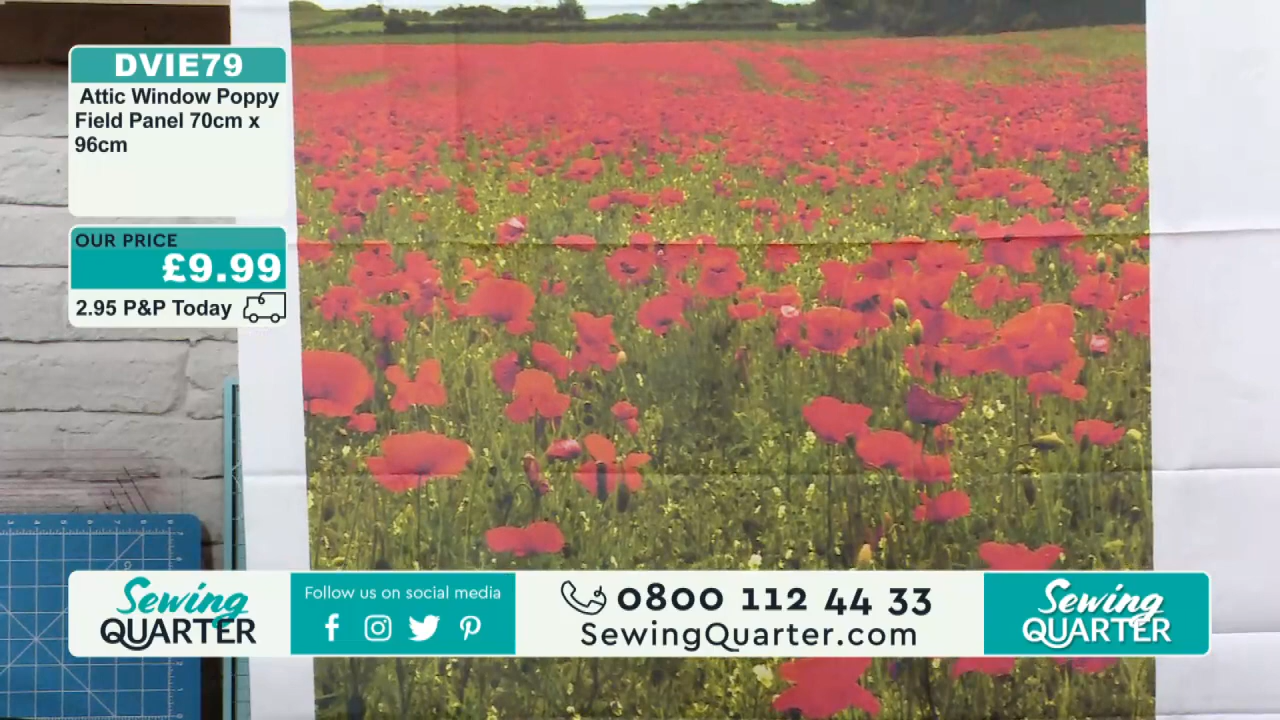 DVIE79
Attic Window Poppy
Field Panel 70cm x
96cm
OUR PRICE
£9.99
2.95 P&P Today
Sewing
QUARTER
Follow us on social media
0800 112 44 33
SewingQuarter.com
Sewing
QUARTER